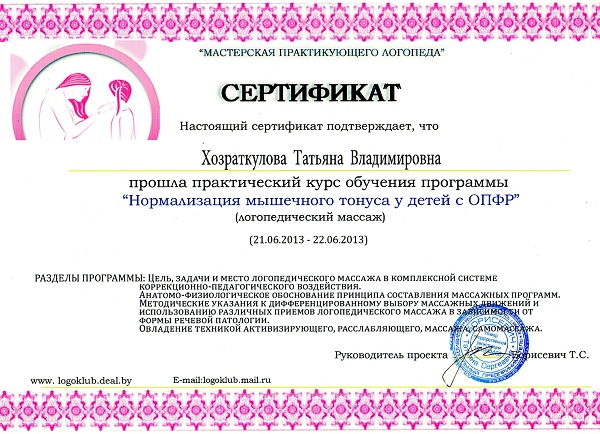 "МАСТЕРСКАЯ ПРАКТИКУЮЩЕГО ЛОГОПЕДА"
СЕРТИФИКАТ
Настоящий сертификат подтверждает, что
Хозраткулова Татьяна Владимировна
прошла практический курс обучения программы
"Нормализация мышечного тонуса у детей с ОПФР"
(логопедический массаж)
(21.06.2013 - 22.06.2013)
РАЗДЕЛЫ ПРОГРАММЫ: ЦЕЛЬ, ЗАДАЧИ И МЕСТО ЛОГОПЕДИЧЕСКОГО МАССАЖА В КОМПЛЕКСНОЙ СИСТЕМЕ
КОРРЕКЦИОННО-ПЕДАГОГИЧЕСКОГО ВОЗДЕЙСТВИЯ.
АНАТОМО-ФИЗИОЛОГИЧЕСКОЕ ОБОСНОВАНИЕ ПРИНЦИПА СОСТАВЛЕНИЯ МАССАЖНЫХ ПРОГРАММ.
МЕТОДИЧЕСКИЕ УКАЗАНИЯ К ДИФФЕРЕНЦИРОВАННОМУ ВЫБОРУ МАССАЖНЫХ ДВИЖЕНИЙ И
ИСПОЛЬЗОВАНИЮ РАЗЛИЧНЫХ ПРИЕМОВ ЛОГОПЕДИЧЕСКОГО МАССАЖА В ЗАВИСИМОСТИ ОТ
ФОРМЫ РЕЧЕВОЙ ПАТОЛОГИИ.
ОВЛАДЕНИЕ ТЕХНИКОЙ АКТИВИЗИРУЮЩЕГО, РАССЛАБЛЯЮЩЕГО, МАССАЖА, САМОМАССАЖА.
Руководитель проекта Борисевич Т.С.
БОРИСЕВИЧ
www. logoklub.deal.by E-mail:logoklub.mail.ru